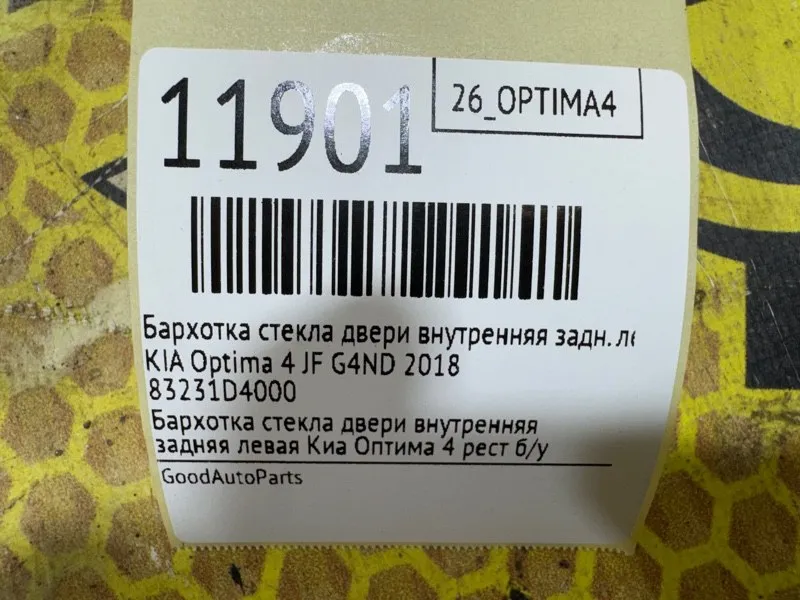 11901
26_OPTIMA4
Бархотка стекла двери внутренняя задн. ле
KIA Optima 4 JF G4ND 2018
83231D4000
Бархотка стекла двери внутренняя
задняя левая Киа Оптима 4 рест б/у
GoodAutoParts